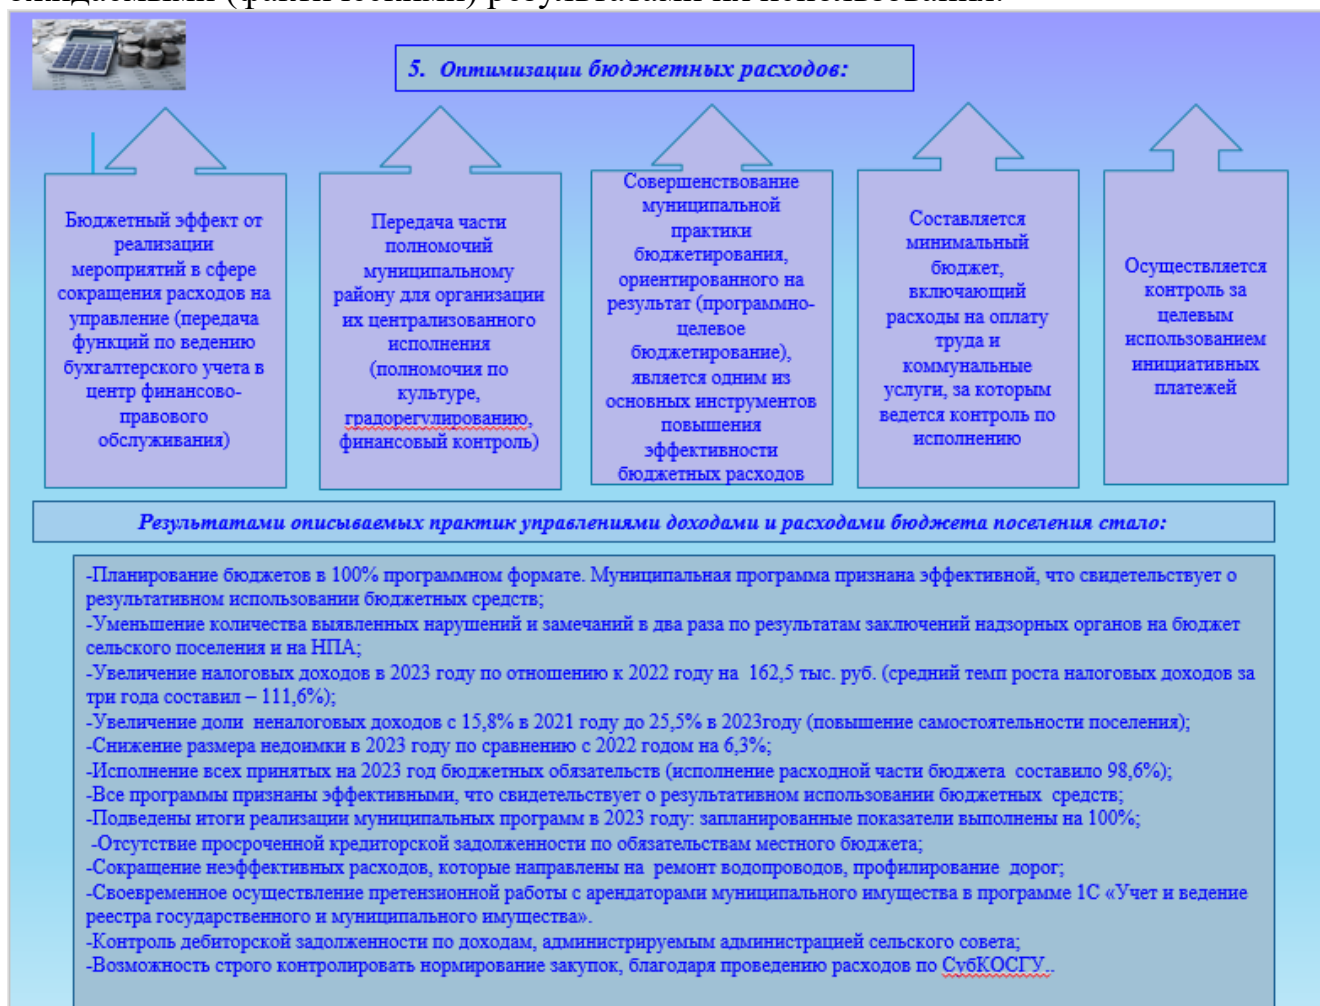 ожидаемыми (фактическими) результатами их использования.
5. Оптимизации бюджетных расходов:
Бюджетный эффект от
реализации
мероприятий в сфере
сокращения расходов на
управление (передача
функций по ведению
бухгалтерского учета в
центр финансово-
правового
обслуживания)
Передача части
полномочий
муниципальному
району для организации
их централизованного
исполнения
(полномочия по
культуре,
градорегулированию,
финансовый контроль)
Совершенствование
муниципальной
практики
бюджетирования,
ориентированного на
результат (программно-
целевое
бюджетирование),
является одним из
основных инструментов
повышения
эффективности
бюджетных расходов
Составляется
минимальный
бюджет,
включающий
расходы на оплату
труда и
коммунальные
услуги, за которым
ведется контроль по
исполнению
Осуществляется
контроль за
целевым
использованием
инициативных
платежей
Результатами описываемых практик управлениями доходами и расходами бюджета поселения стало:
-Планирование бюджетов в 100% программном формате. Муниципальная программа признана эффективной, что свидетельствует о
результативном использовании бюджетных средств;
-Уменьшение количества выявленных нарушений и замечаний в два раза по результатам заключений надзорных органов на бюджет
сельского поселения и на НПА;
-Увеличение налоговых доходов в 2023 году по отношению к 2022 году на 162,5 тыс. руб. (средний темп роста налоговых доходов за
три года составил – 111,6%);
-Увеличение доли неналоговых доходов с 15,8% в 2021 году до 25,5% в 2023году (повышение самостоятельности поселения);
-Снижение размера недоимки в 2023 году по сравнению с 2022 годом на 6,3%;
-Исполнение всех принятых на 2023 год бюджетных обязательств (исполнение расходной части бюджета составило 98,6%);
-Все программы признаны эффективными, что свидетельствует о результативном использовании бюджетных средств;
-Подведены итоги реализации муниципальных программ в 2023 году: запланированные показатели выполнены на 100%;
-Отсутствие просроченной кредиторской задолженности по обязательствам местного бюджета;
-Сокращение неэффективных расходов, которые направлены на ремонт водопроводов, профилирование дорог;
-Своевременное осуществление претензионной работы с арендаторами муниципального имущества в программе 1С «Учет и ведение
реестра государственного и муниципального имущества».
-Контроль дебиторской задолженности по доходам, администрируемым администрацией сельского совета;
-Возможность строго контролировать нормирование закупок, благодаря проведению расходов по СубКОСГУ..